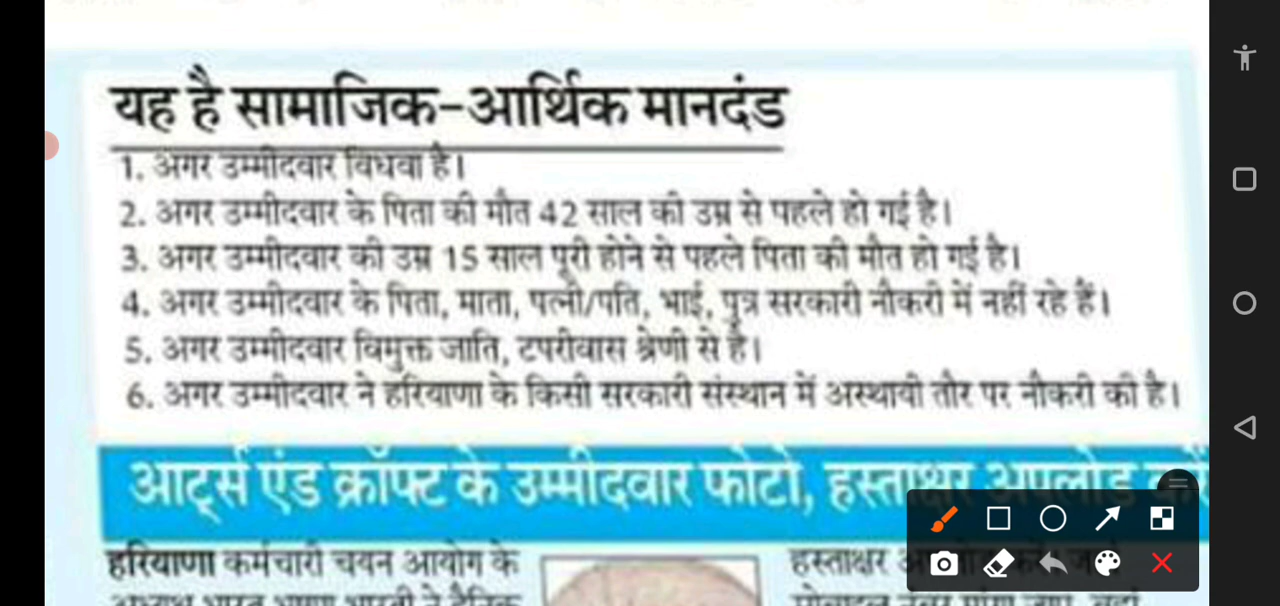 यह है सामाजिक-आर्थिक मानदंड
1. अगर उम्मीदवार विधवा है।
2. अगर उम्मीदवार के पिता की मौत 42 साल की उम्र से पहले हो गई है।
3. अगर उम्मीदवार की उम्र 15 साल पूरी होने से पहले पिता की मौत हो गई है।
4. अगर उम्मीदवार के पिता, माता, पत्नी/पति, भाई, पुत्र सरकारी नौकरी में नहीं रहे हैं।
5. अगर उम्मीदवार विमुक्त जाति, टपरीवास श्रेणी से है।
6. अगर उम्मीदवार ने हरियाणा के किसी सरकारी संस्थान में अस्थायी तौर पर नौकरी की है।
आर्ट्स एंड क्रॉफ्ट के उम्मीदवार फोटो, हस्ताक्षर अपलोड करें
हरियाणा कर्मचारी चयन आयोग के
हस्ताक्षर